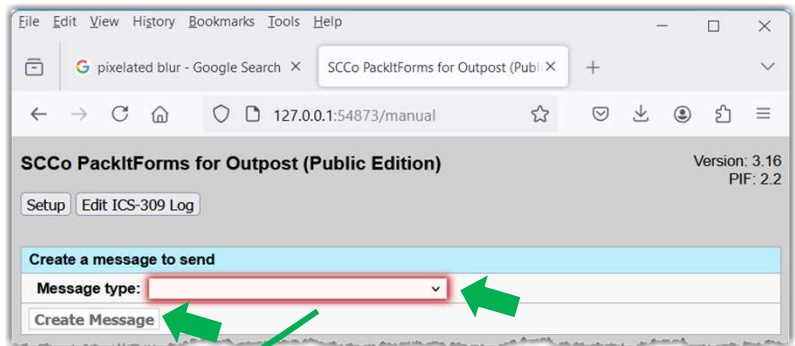 File Edit View History Bookmarks Tools Help
pixelated blur - Google Search
SCCo PackItForms for Outpost (Publi
127.0.0.1:54873/manual
SCCo PackItForms for Outpost (Public Edition)
Version: 3.16
PIF: 2.2
Setup Edit ICS-309 Log
Create a message to send
Message type:
Create Message